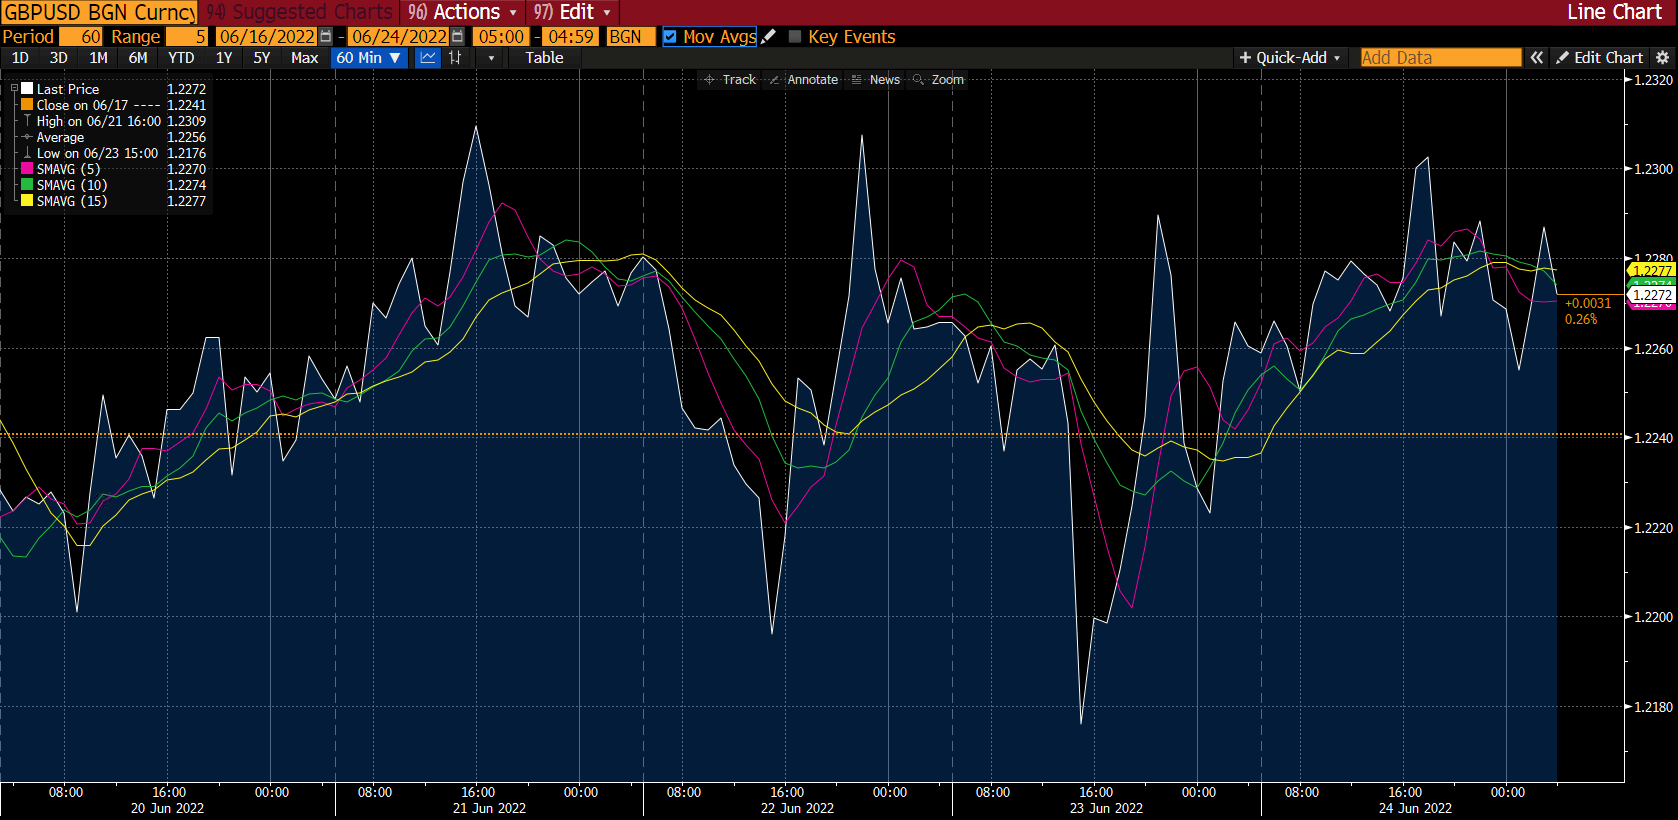 GBPUSD BGN Curncy 94) Suggested Charts 96) Actions 97) Edit Line Chart
Period 60 Range 5 06/16/2022 - 06/24/2022 05:00 - 04:59 BGN Mov Avgs Key Events
1D 3D 1M 6M YTD 1Y 5Y Max 60 Min ▼ Table + Quick-Add Add Data « Edit Chart
Track Annotate News Zoom
Last Price 1.2272
Close on 06/17 ---- 1.2241
High on 06/21 16:00 1.2309
Average 1.2256
Low on 06/23 15:00 1.2176
SMAVG (5) 1.2270
SMAVG (10) 1.2274
SMAVG (15) 1.2277
1.2320
1.2300
1.2280
1.2277
1.2274
1.2272
1.2270
+0.0031
0.26%
1.2260
1.2240
1.2220
1.2200
1.2180
08:00 16:00 00:00 08:00 16:00 00:00 08:00 16:00 00:00 08:00 16:00 00:00 08:00 16:00 00:00
20 Jun 2022 21 Jun 2022 22 Jun 2022 23 Jun 2022 24 Jun 2022